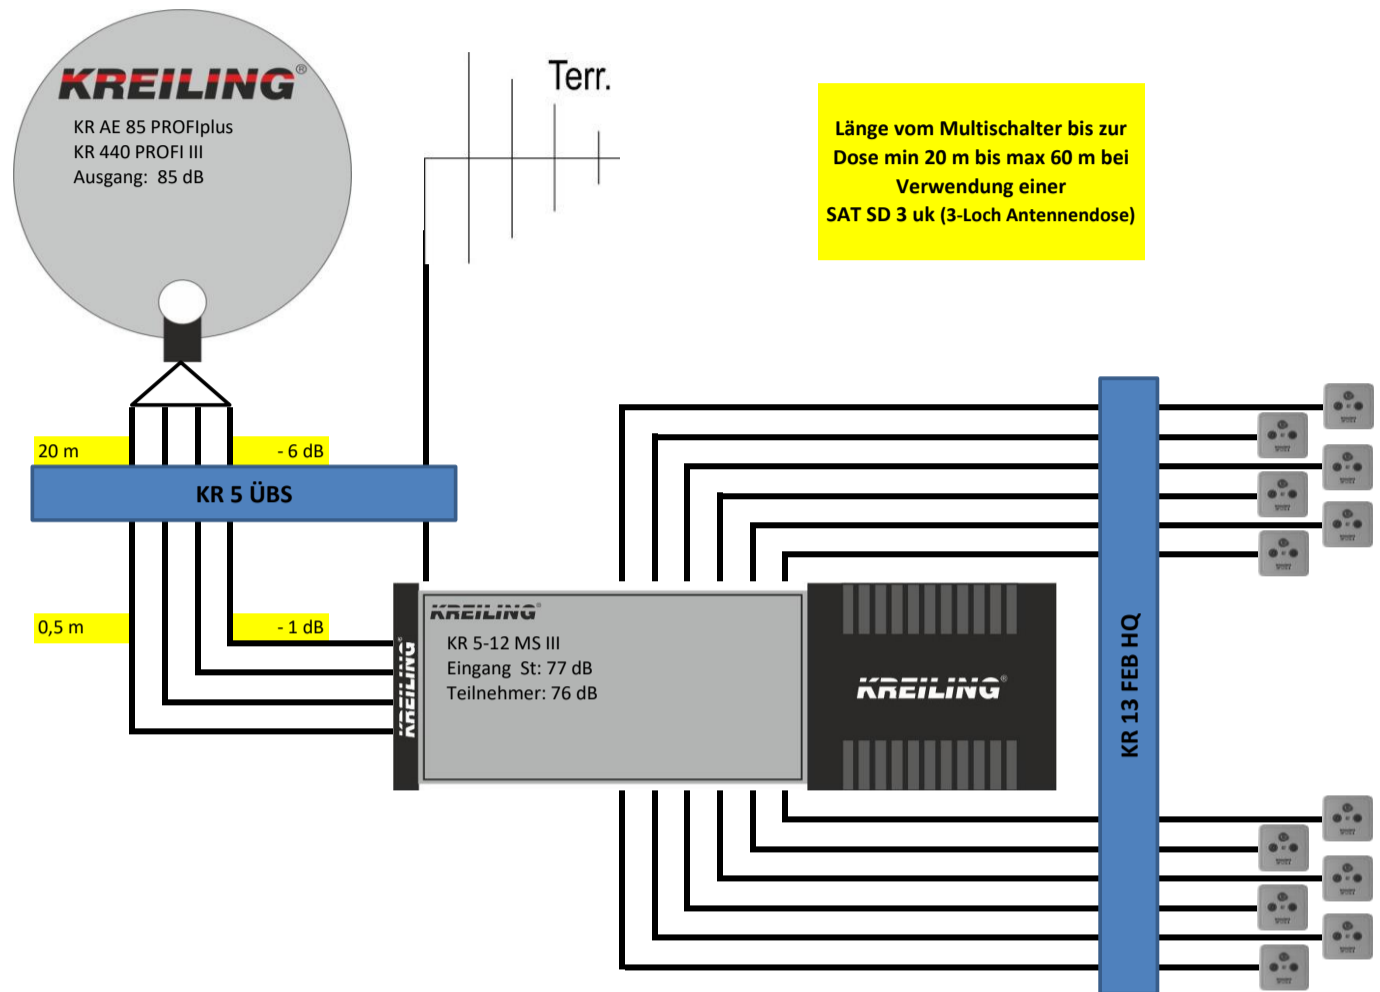 KREILING®
KR AE 85 PROFIplus
KR 440 PROFI III
Ausgang: 85 dB
Terr.
Länge vom Multischalter bis zur
Dose min 20 m bis max 60 m bei
Verwendung einer
SAT SD 3 uk (3-Loch Antennendose)
20 m
- 6 dB
KR 5 ÜBS
0,5 m
- 1 dB
KREILING
KREILING®
KR 5-12 MS III
Eingang St: 77 dB
Teilnehmer: 76 dB
KREILING®
KR 13 FEB HQ